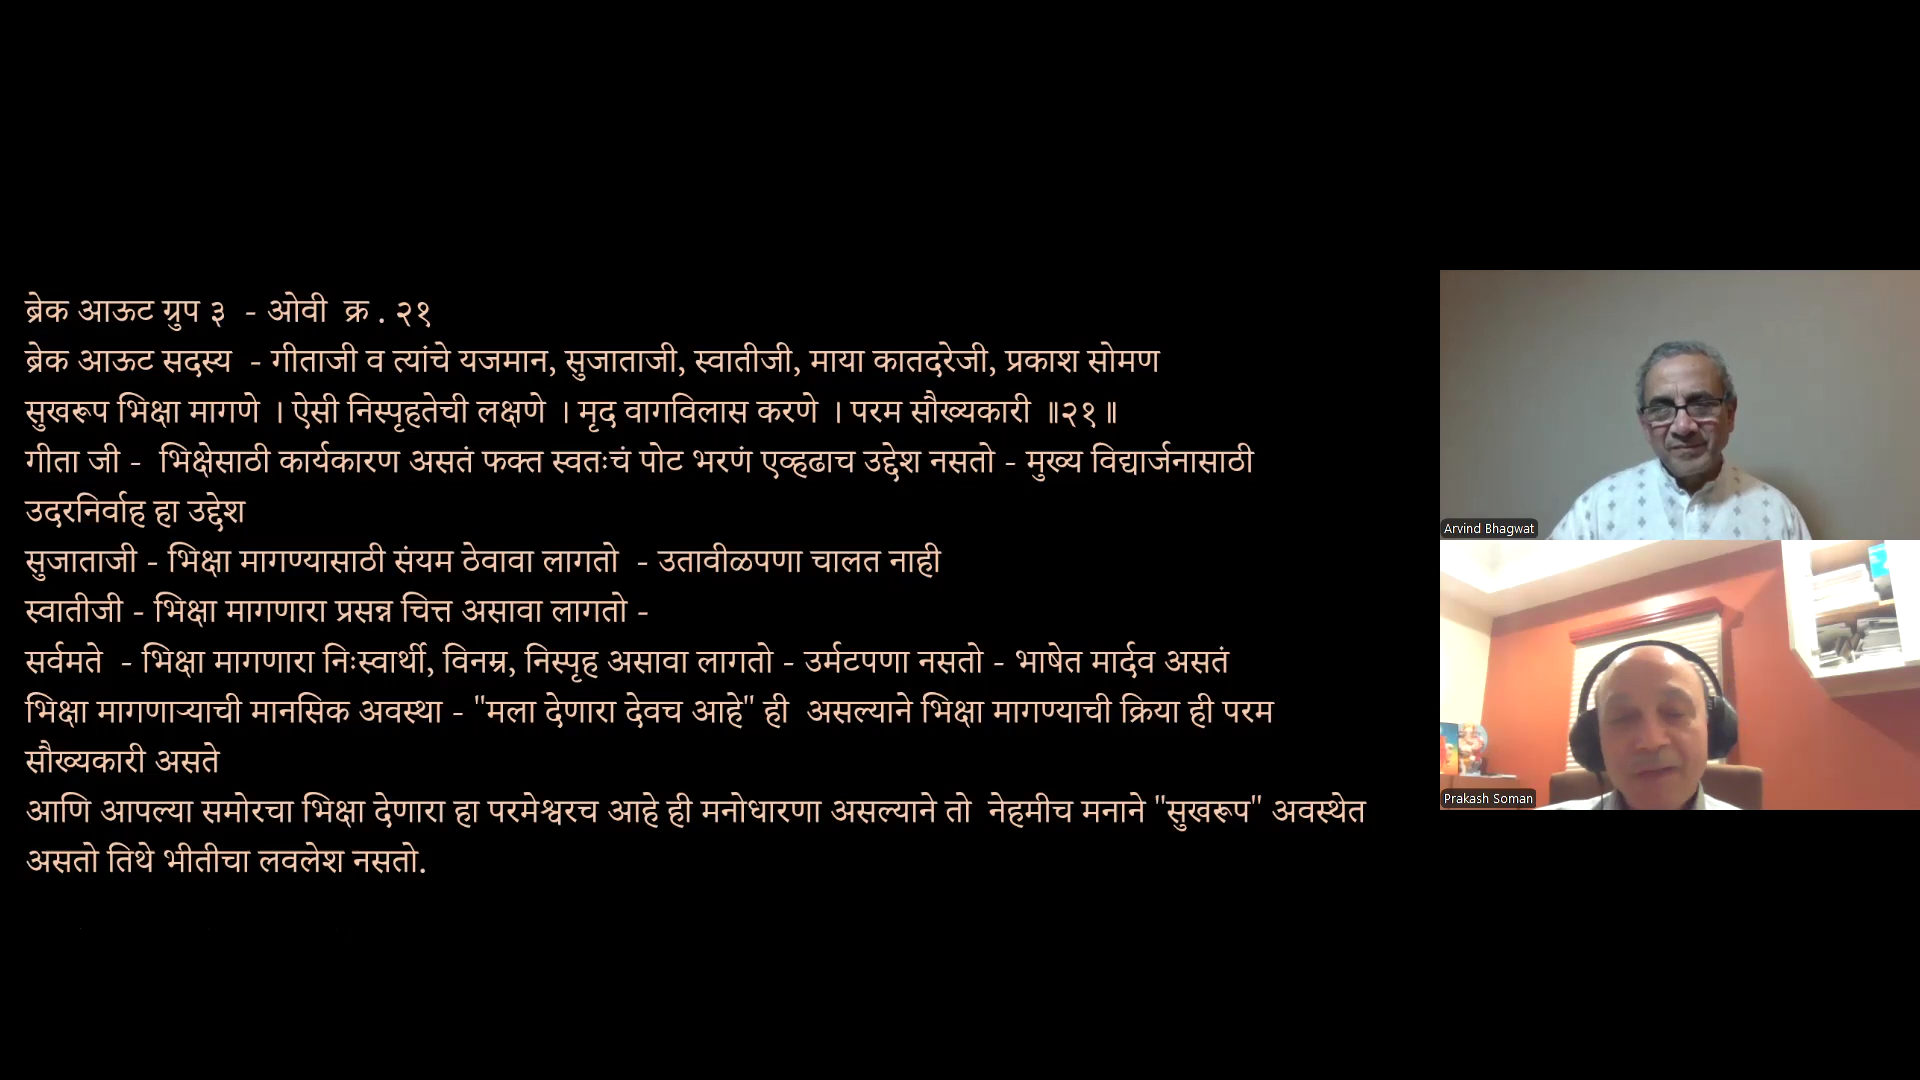 ब्रेक आऊट ग्रुप ३  - ओवी  क्र . २१
ब्रेक आऊट सदस्य  - गीताजी व त्यांचे यजमान, सुजाताजी, स्वातीजी, माया कातदरेजी, प्रकाश सोमण
सुखरूप भिक्षा मागणे । ऐसी निस्पृहतेची लक्षणे । मृद वागविलास करणे । परम सौख्यकारी ॥२१॥
गीता जी -  भिक्षेसाठी कार्यकारण असतं फक्त स्वतःचं पोट भरणं एव्हढाच उद्देश नसतो - मुख्य विद्यार्जनासाठी
उदरनिर्वाह हा उद्देश
सुजाताजी - भिक्षा मागण्यासाठी संयम ठेवावा लागतो  - उतावीळपणा चालत नाही
स्वातीजी - भिक्षा मागणारा प्रसन्न चित्त असावा लागतो -
सर्वमते  - भिक्षा मागणारा निःस्वार्थी, विनम्र, निस्पृह असावा लागतो - उर्मटपणा नसतो - भाषेत मार्दव असतं
भिक्षा मागणाऱ्याची मानसिक अवस्था - "मला देणारा देवच आहे" ही  असल्याने भिक्षा मागण्याची क्रिया ही परम
सौख्यकारी असते
आणि आपल्या समोरचा भिक्षा देणारा हा परमेश्वरच आहे ही मनोधारणा असल्याने तो  नेहमीच मनाने "सुखरूप" अवस्थेत
असतो तिथे भीतीचा लवलेश नसतो.
Arvind Bhagwat
Prakash Soman